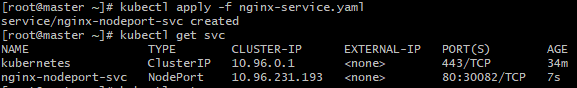 [root@master ~]# kubectl apply -f nginx-service.yaml
service/nginx-nodeport-svc created
[root@master ~]# kubectl get svc
NAME TYPE CLUSTER-IP EXTERNAL-IP PORT(S) AGE
kubernetes ClusterIP 10.96.0.1 <none> 443/TCP 34m
nginx-nodeport-svc NodePort 10.96.231.193 <none> 80:30082/TCP 7s